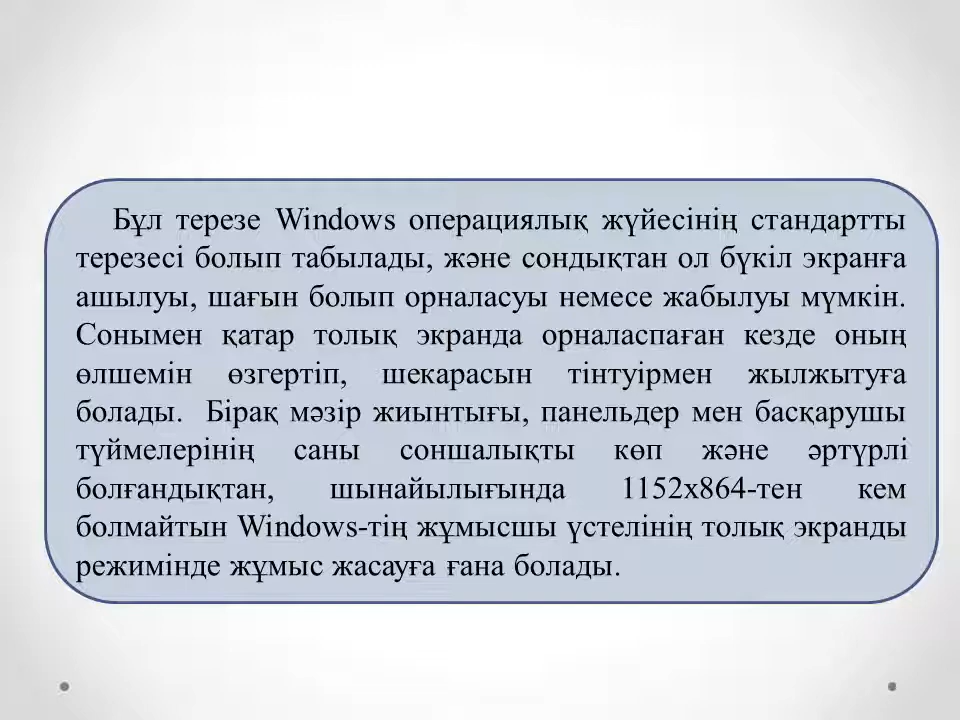 Бұл терезе Windows операциялық жүйесінің стандартты
терезесі болып табылады, және сондықтан ол бүкіл экранға
ашылуы, шағын болып орналасуы немесе жабылуы мүмкін.
Сонымен қатар толық экранда орналаспаған кезде оның
өлшемін өзгертіп, шекарасын тінтуірмен жылжытуға
болады. Бірақ мәзір жиынтығы, панельдер мен басқарушы
түймелерінің саны соншалықты көп және әртүрлі
болғандықтан, шынайылығында 1152x864-тен кем
болмайтын Windows-тің жұмысшы үстелінің толық экранды
режимінде жұмыс жасауға ғана болады.